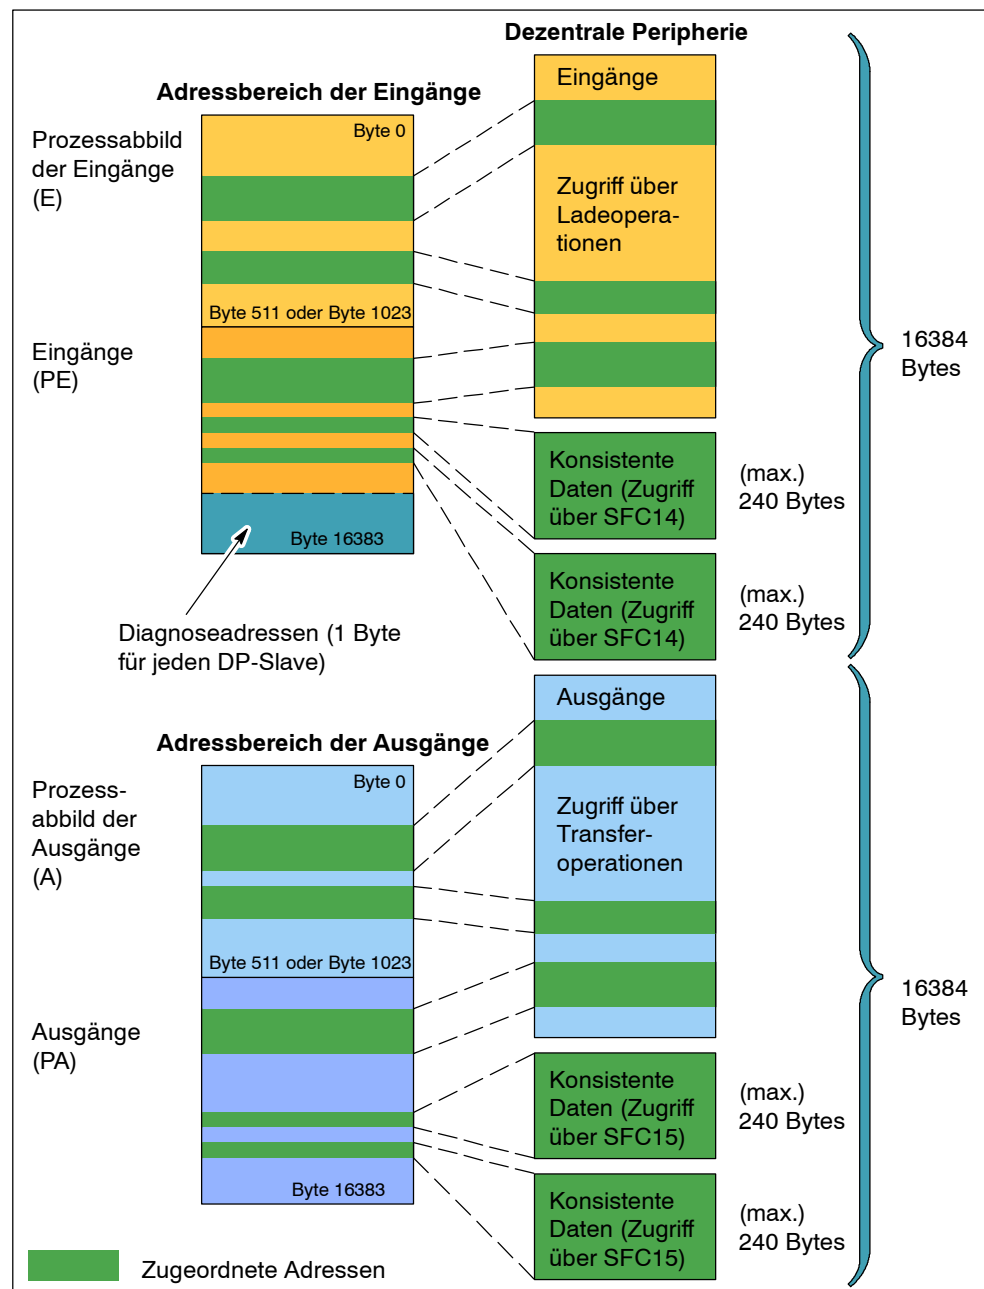 Dezentrale Peripherie
Adressbereich der Eingänge
Prozessabbild
der Eingänge
(E)
Byte 0
Byte 511 oder Byte 1023
Eingänge
(PE)
Byte 16383
Diagnoseadressen (1 Byte
für jeden DP-Slave)
Eingänge
Zugriff über
Ladeopera-
tionen
Konsistente
Daten (Zugriff
über SFC14)
(max.)
240 Bytes
Konsistente
Daten (Zugriff
über SFC14)
(max.)
240 Bytes
16384
Bytes
Adressbereich der Ausgänge
Prozess-
abbild der
Ausgänge
(A)
Byte 0
Byte 511 oder Byte 1023
Ausgänge
(PA)
Byte 16383
Ausgänge
Zugriff über
Transfer-
operationen
Konsistente
Daten (Zugriff
über SFC15)
(max.)
240 Bytes
Konsistente
Daten (Zugriff
über SFC15)
(max.)
240 Bytes
16384
Bytes
Zugeordnete Adressen